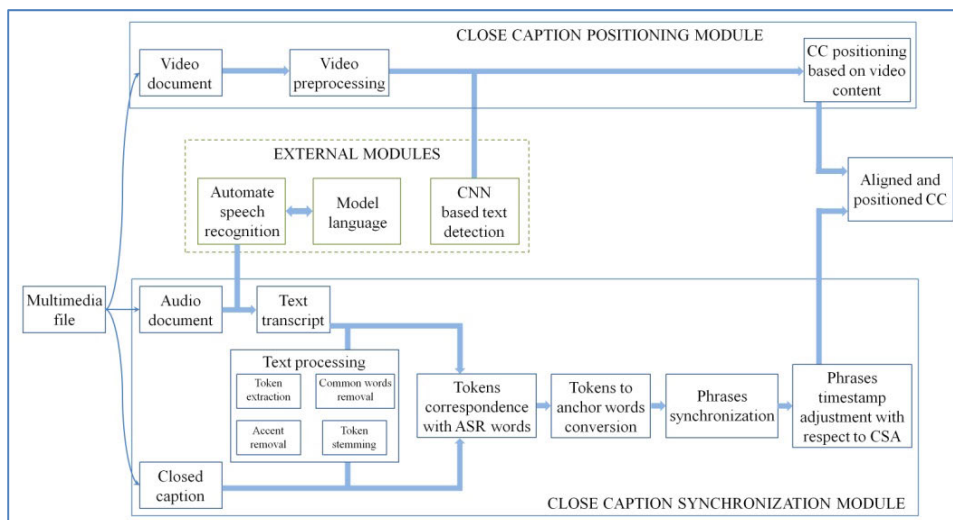 CLOSE CAPTION POSITIONING MODULE
Video
document
Video
preprocessing
CC positioning
based on video
content
EXTERNAL MODULES
Automate
speech
recognition
Model
language
CNN
based text
detection
Aligned and
positioned CC
Multimedia
file
Audio
document
Text
transcript
Text processing
Token
extraction
Common words
removal
Accent
removal
Token
stemming
Tokens
correspondence
with ASR words
Tokens to
anchor words
conversion
Phrases
synchronization
Phrases
timestamp
adjustment with
respect to CSA
Closed
caption
CLOSE CAPTION SYNCHRONIZATION MODULE